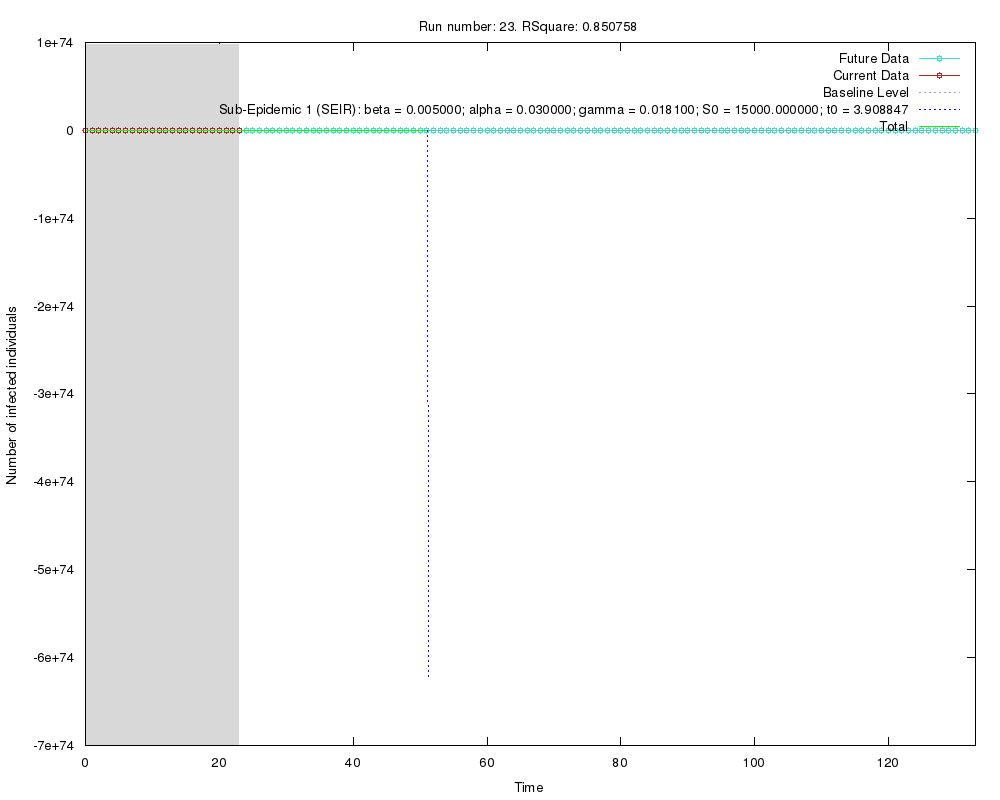 Run number: 23. RSquare: 0.850758
1e+74
0
-1e+74
-2e+74
-3e+74
-4e+74
-5e+74
-6e+74
-7e+74
Number of infected individuals
Future Data
Current Data
Baseline Level
Sub-Epidemic 1 (SEIR): beta = 0.005000; alpha = 0.030000; gamma = 0.018100; S0 = 15000.000000; t0 = 3.908847
Total
0 20 40 60 80 100 120
Time